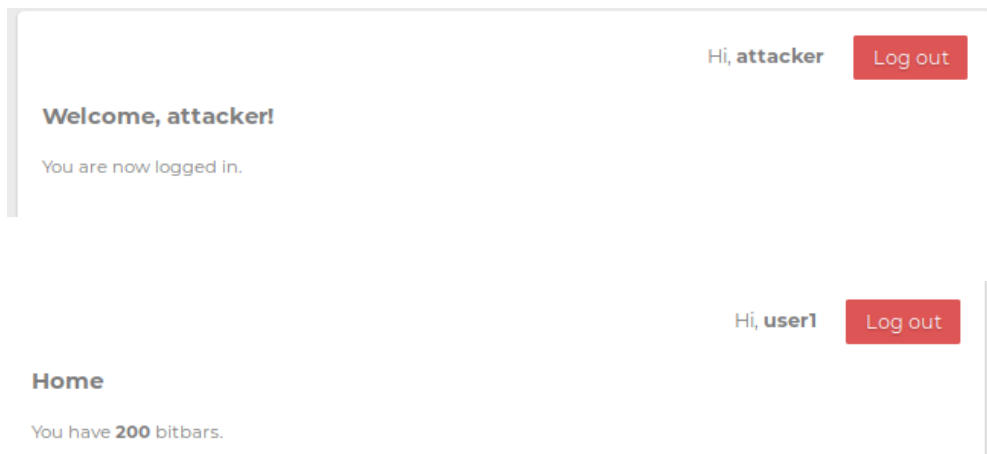 Hi, attacker Log out
Welcome, attacker!
You are now logged in.
Hi, user1 Log out
Home
You have 200 bitbars.